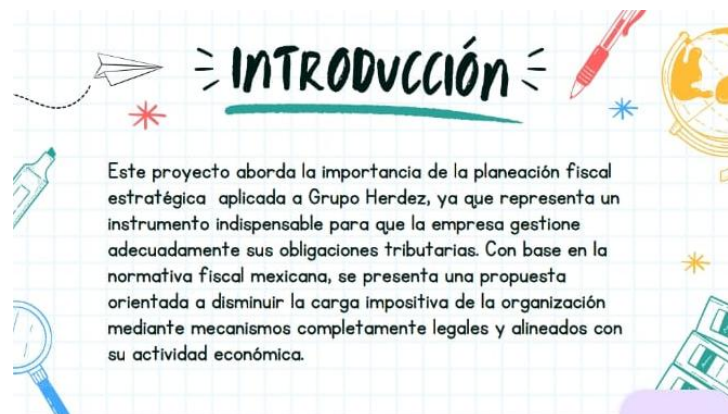 INTRODUCCIÓN
Este proyecto aborda la importancia de la planeación fiscal
estratégica aplicada a Grupo Herdez, ya que representa un
instrumento indispensable para que la empresa gestione
adecuadamente sus obligaciones tributarias. Con base en la
normativa fiscal mexicana, se presenta una propuesta
orientada a disminuir la carga impositiva de la organización
mediante mecanismos completamente legales y alineados con
su actividad económica.